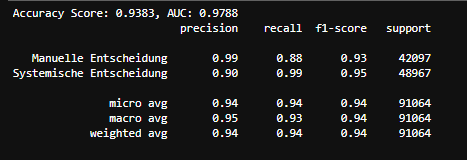 Accuracy Score: 0.9383, AUC: 0.9788
precision recall f1-score support
Manuelle Entscheidung 0.99 0.88 0.93 42097
Systemische Entscheidung 0.90 0.99 0.95 48967
micro avg 0.94 0.94 0.94 91064
macro avg 0.95 0.93 0.94 91064
weighted avg 0.94 0.94 0.94 91064